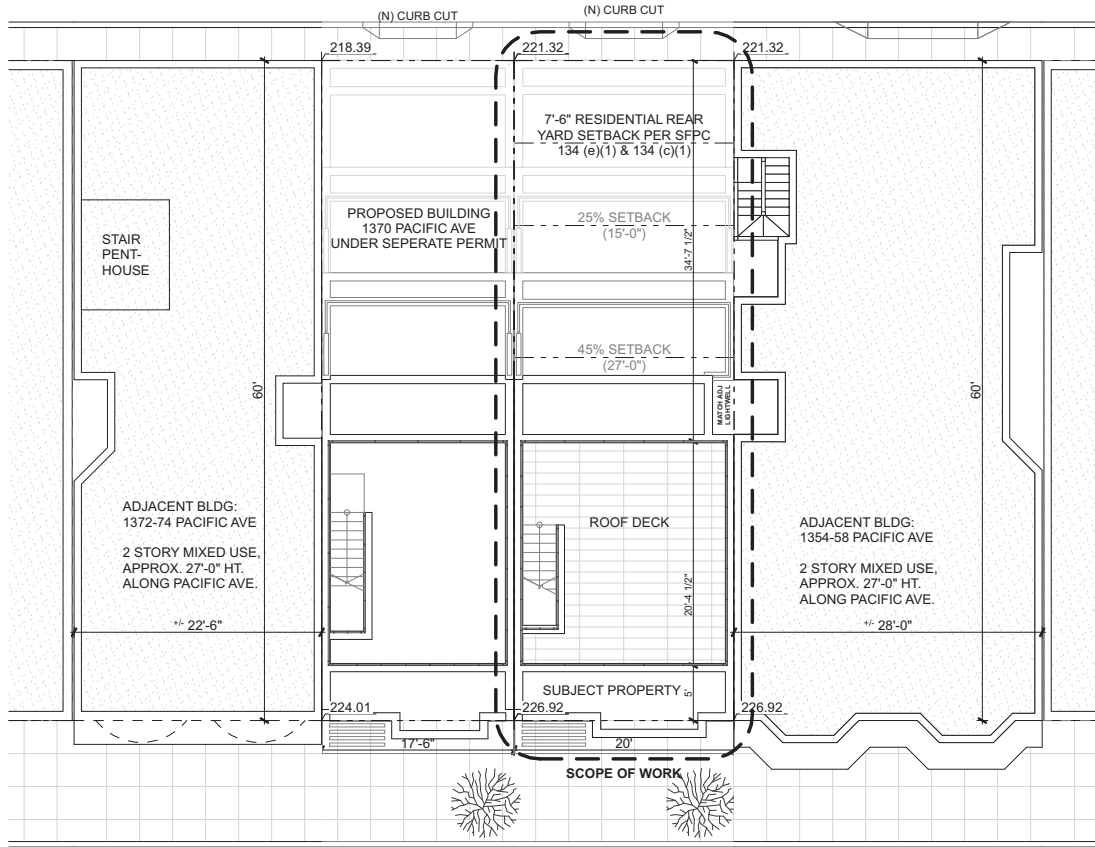 (N) CURB CUT
(N) CURB CUT
218.39
221.32
221.32
7'-6" RESIDENTIAL REAR
YARD SETBACK PER SFPC
134 (e)(1) & 134 (c)(1)
STAIR
PENT-
HOUSE
PROPOSED BUILDING
1370 PACIFIC AVE
UNDER SEPERATE PERMIT
25% SETBACK
(15'-0")
34'-7 1/2"
45% SETBACK
(27'-0")
60'
60'
MATCH ADJ
LIGHTWELL
ADJACENT BLDG:
1372-74 PACIFIC AVE
2 STORY MIXED USE,
APPROX. 27'-0" HT.
ALONG PACIFIC AVE.
+/- 22'-6"
ROOF DECK
20'-4 1/2"
ADJACENT BLDG:
1354-58 PACIFIC AVE
2 STORY MIXED USE,
APPROX. 27'-0" HT.
ALONG PACIFIC AVE.
+/- 28'-0"
SUBJECT PROPERTY
5"
224.01
226.92
226.92
17'-6"
20'
SCOPE OF WORK